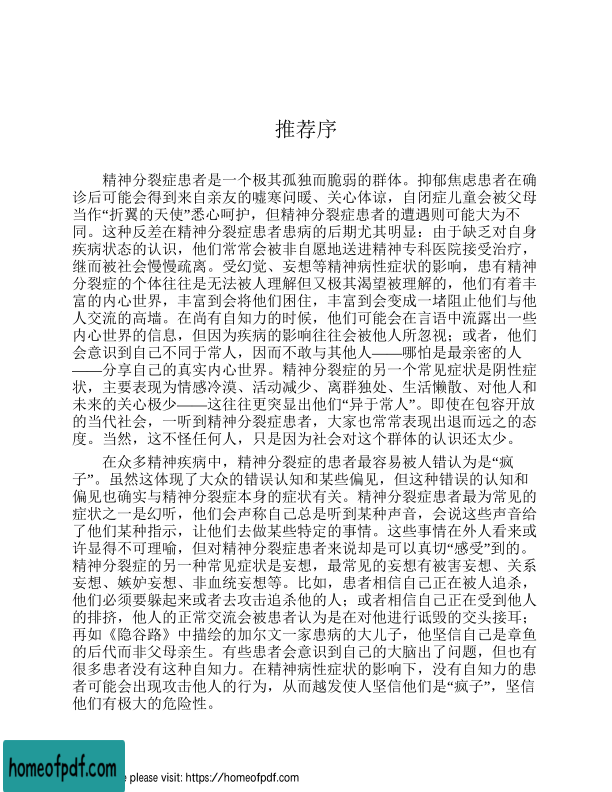 推荐序
精神分裂症患者是一个极其孤独而脆弱的群体。抑郁焦虑患者在确
诊后可能会得到来自亲友的嘘寒问暖、关心体谅，自闭症儿童会被父母
当作“折翼的天使”悉心呵护，但精神分裂症患者的遭遇则可能大为不
同。这种反差在精神分裂症患者患病的后期尤其明显：由于缺乏对自身
疾病状态的认识，他们常常会被非自愿地送进精神专科医院接受治疗，
继而被社会慢慢疏离。受幻觉、妄想等精神病性症状的影响，患有精神
分裂症的个体往往是无法被人理解但又极其渴望被理解的，他们有着丰
富的内心世界，丰富到会将他们困住，丰富到会变成一堵阻止他们与他
人交流的高墙。在尚有自知力的时候，他们可能会在言语中流露出一些
内心世界的信息，但因为疾病的影响往往会被他人所忽视；或者，他们
会意识到自己不同于常人，因而不敢与其他人——哪怕是最亲密的人
——分享自己的真实内心世界。精神分裂症的另一个常见症状是阴性症
状，主要表现为情感冷漠、活动减少、离群独处、生活懒散、对他人和
未来的关心极少——这往往更突显出他们“异于常人”。即使在包容开放
的当代社会，一听到精神分裂症患者，大家也常常表现出退而远之的态
度。当然，这不怪任何人，只是因为社会对这个群体的认识还太少。
在众多精神疾病中，精神分裂症的患者最容易被人错认为是“疯
子”。虽然这体现了大众的错误认知和某些偏见，但这种错误的认知和
偏见也确实与精神分裂症本身的症状有关。精神分裂症患者最为常见的
症状之一是幻听，他们会声称自己总是听到某种声音，会说这些声音给
了他们某种指示，让他们去做某些特定的事情。这些事情在外人看来或
许显得不可理喻，但对精神分裂症患者来说却是可以真切“感受”到的。
精神分裂症的另一种常见症状是妄想，最常见的妄想有被害妄想、关系
妄想、嫉妒妄想、非血统妄想等。比如，患者相信自己正在被人追杀，
他们必须要躲起来或者去攻击追杀他的人；或者相信自己正在受到他人
的排挤，他人的正常交流会被患者认为是在对他进行诋毁的交头接耳；
再如《隐谷路》中描绘的加尔文一家患病的大儿子，他坚信自己是章鱼
的后代而非父母亲生。有些患者会意识到自己的大脑出了问题，但也有
很多患者没有这种自知力。在精神病性症状的影响下，没有自知力的患
者可能会出现攻击他人的行为，从而越发使人坚信他们是“疯子”，坚信
他们有极大的危险性。
homeofpdf.com
e please visit: https://homeofpdf.com